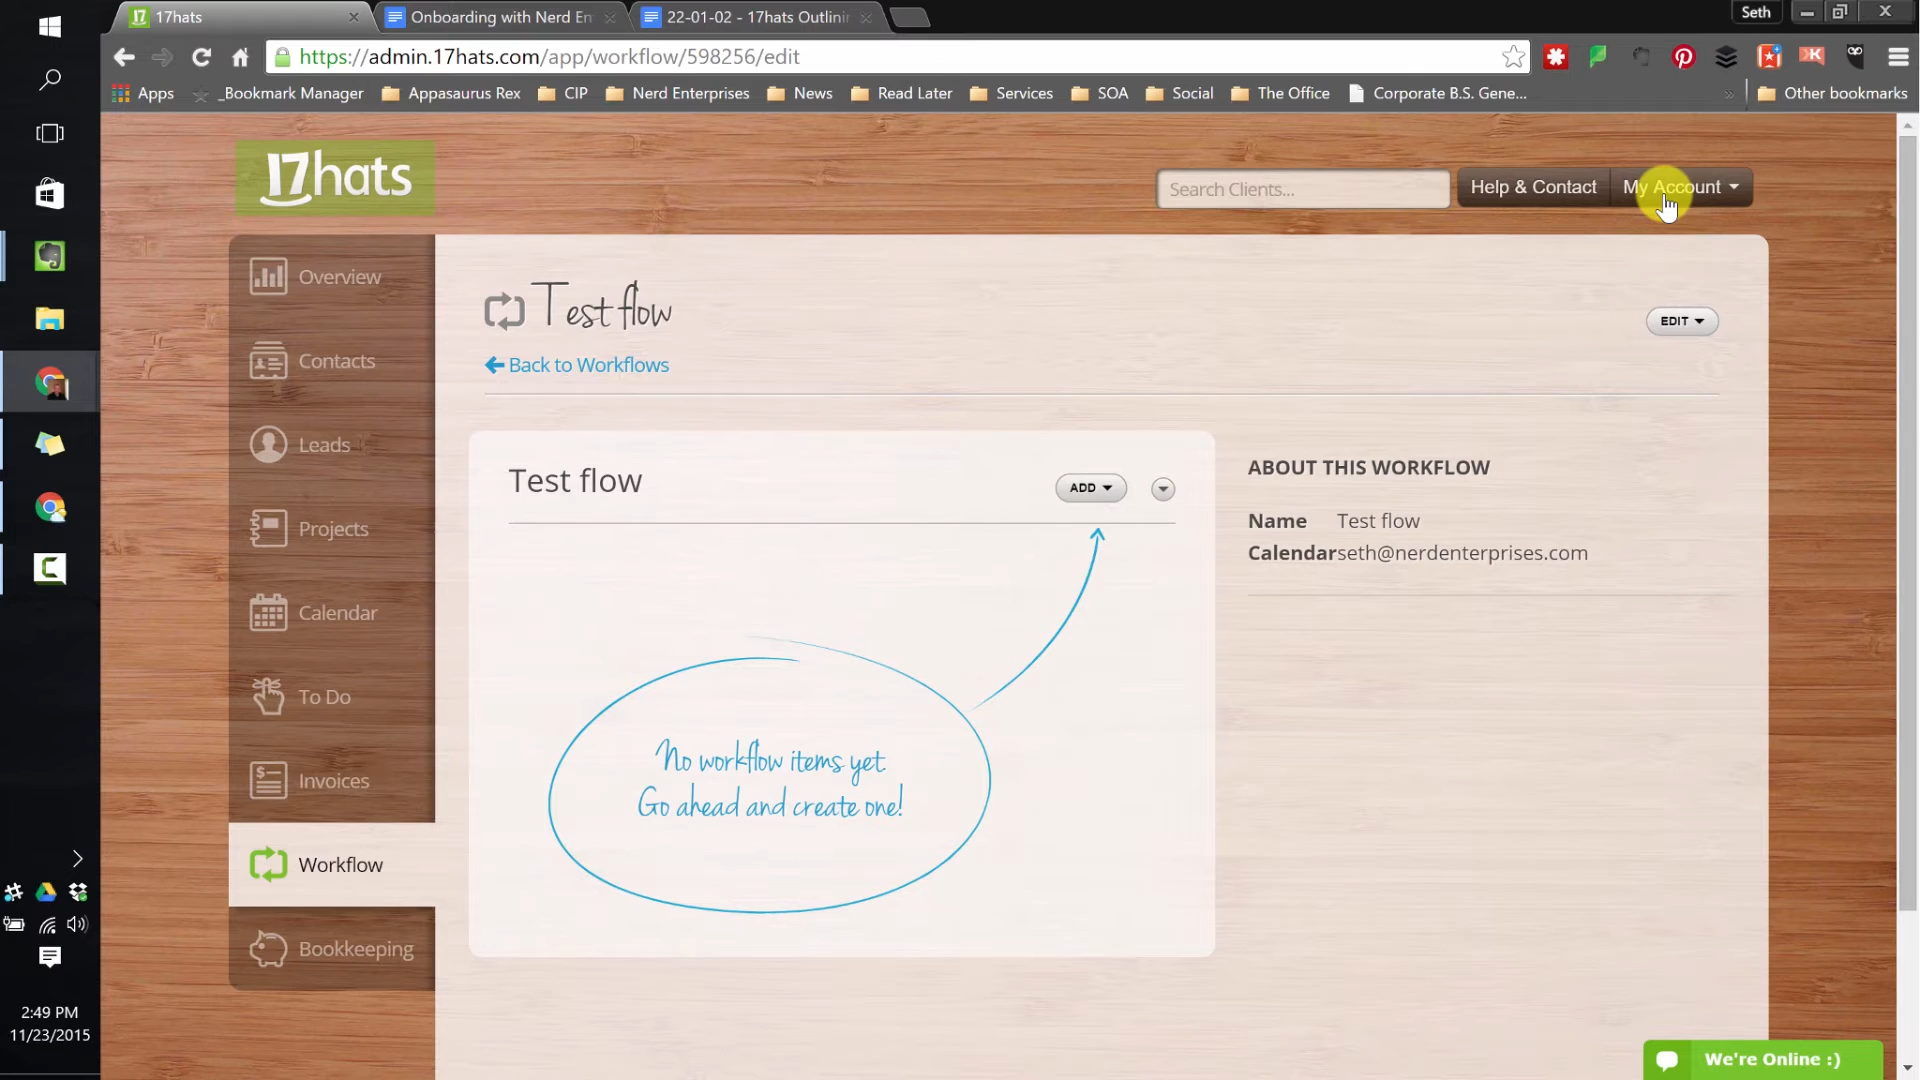 17hats
Onboarding with Nerd En
22-01-02 - 17hats Outlinin
Seth
https://admin.17hats.com/app/workflow/598256/edit
Apps
_Bookmark Manager
Appasaurus Rex
CIP
Nerd Enterprises
News
Read Later
Services
SOA
Social
The Office
Corporate B.S. Gene...
»
Other bookmarks
17hats
Search Clients...
Help & Contact
My Account
Overview
Contacts
Leads
Projects
Calendar
To Do
Invoices
Workflow
Bookkeeping
Test flow
EDIT
Back to Workflows
Test flow
ADD
No workflow items yet
Go ahead and create one!
ABOUT THIS WORKFLOW
Name Test flow
Calendar seth@nerdenterprises.com
2:49 PM
11/23/2015
We're Online :)